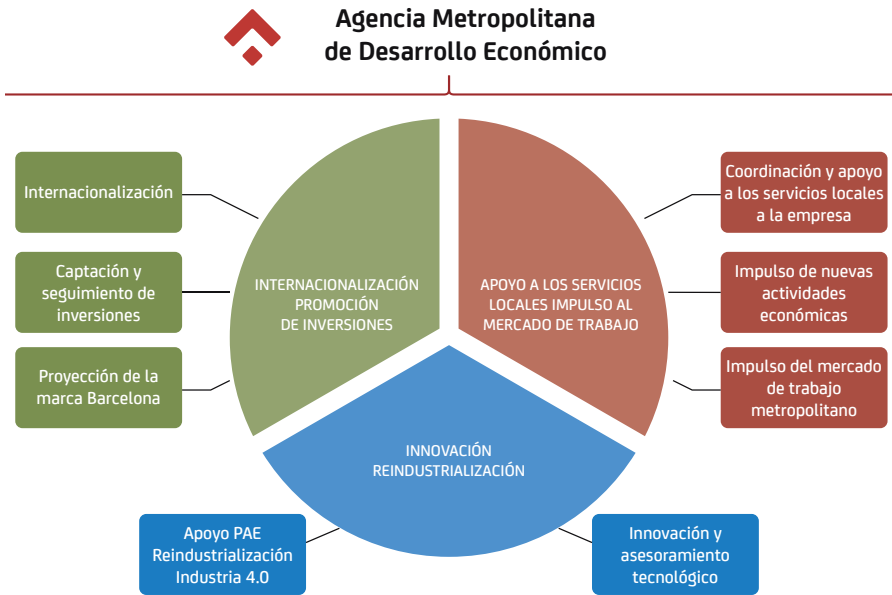 Agencia Metropolitana
de Desarrollo Económico
Internacionalización
Captación y
seguimiento de
inversiones
Proyección de la
marca Barcelona
INTERNACIONALIZACIÓN
PROMOCIÓN
DE INVERSIONES
APOYO A LOS SERVICIOS
LOCALES IMPULSO AL
MERCADO DE TRABAJO
Coordinación y apoyo
a los servicios locales
a la empresa
Impulso de nuevas
actividades
económicas
Impulso del mercado
de trabajo
metropolitano
INNOVACIÓN
REINDUSTRIALIZACIÓN
Apoyo PAE
Reindustrialización
Industria 4.0
Innovación y
asesoramiento
tecnológico